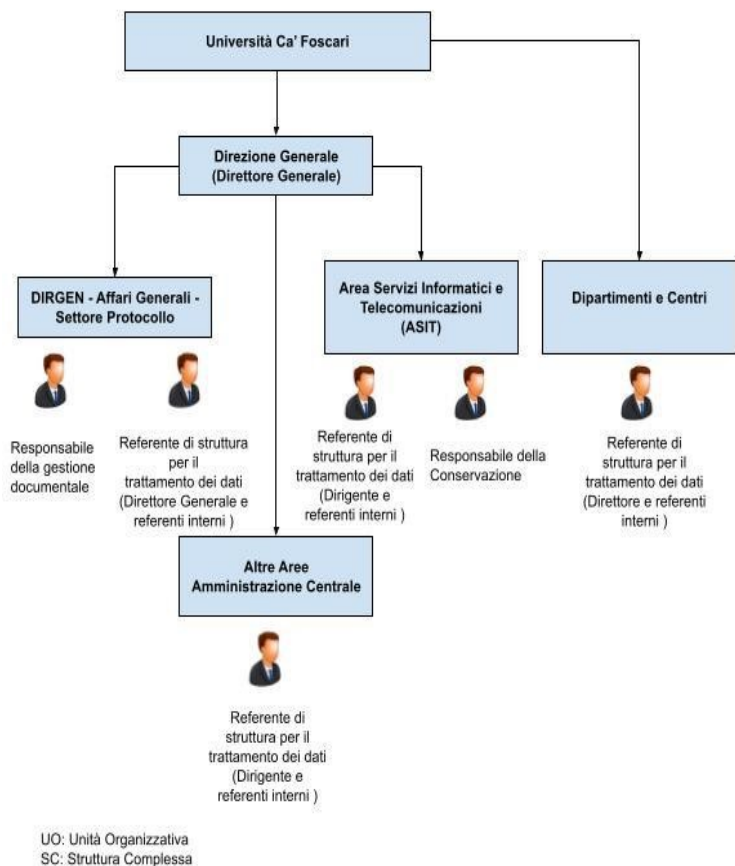 Università Ca' Foscari
Direzione Generale
(Direttore Generale)
DIRGEN - Affari Generali -
Settore Protocollo
Area Servizi Informatici e
Telecomunicazioni
(ASIT)
Dipartimenti e Centri
Responsabile
della gestione
documentale
Referente di struttura
per il
trattamento dei dati
(Direttore Generale e
referenti interni )
Referente di
struttura per il
trattamento dei dati
(Dirigente e
referenti interni )
Responsabile della
Conservazione
Referente di
struttura per il
trattamento dei dati
(Direttore e referenti
interni )
Altre Aree
Amministrazione Centrale
Referente di
struttura per il
trattamento dei dati
(Dirigente e
referenti interni )
UO: Unità Organizzativa
SC: Struttura Complessa